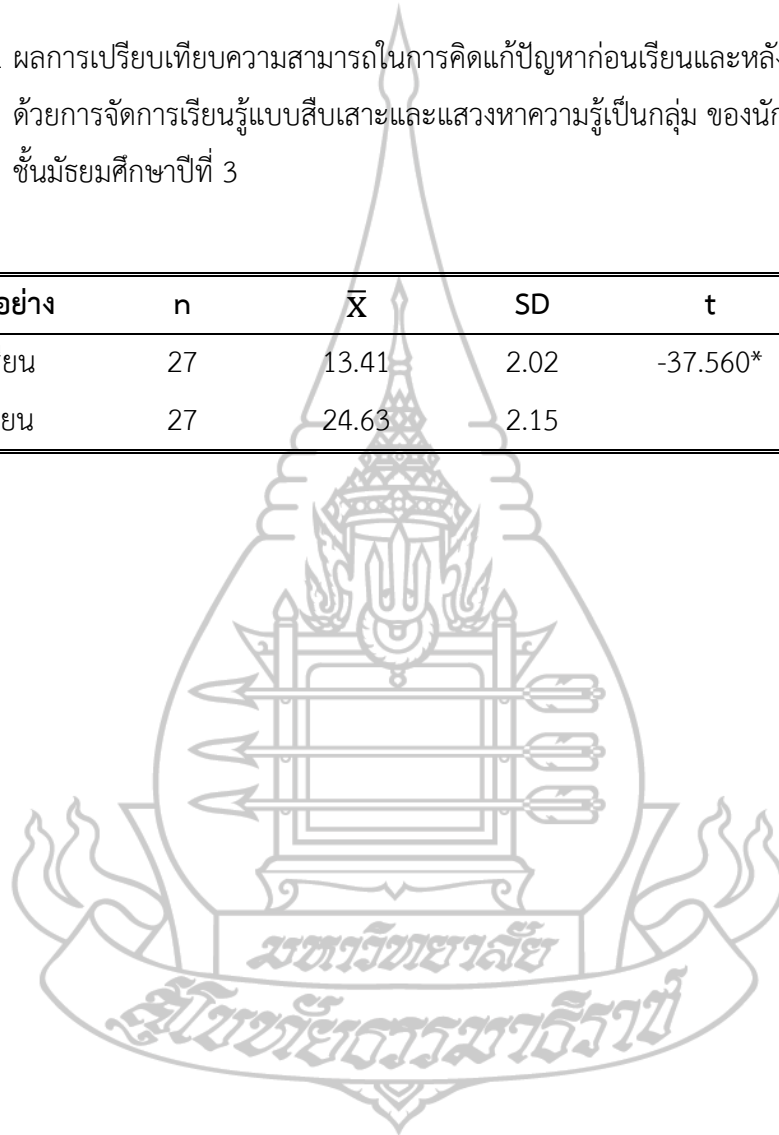 ผลการเปรียบเทียบความสามารถในการคิดแก้ปัญหาก่อนเรียนและหลัง
ด้วยการจัดการเรียนรู้แบบสืบเสาะและแสวงหาความรู้เป็นกลุ่ม ของนัก
ชั้นมัธยมศึกษาปีที่ 3
อย่าง n x̅ SD t
ยน 27 13.41 2.02 -37.560*
ยน 27 24.63 2.15
มหาวิทยาลัย
สุโขทัยธรรมาธิราช